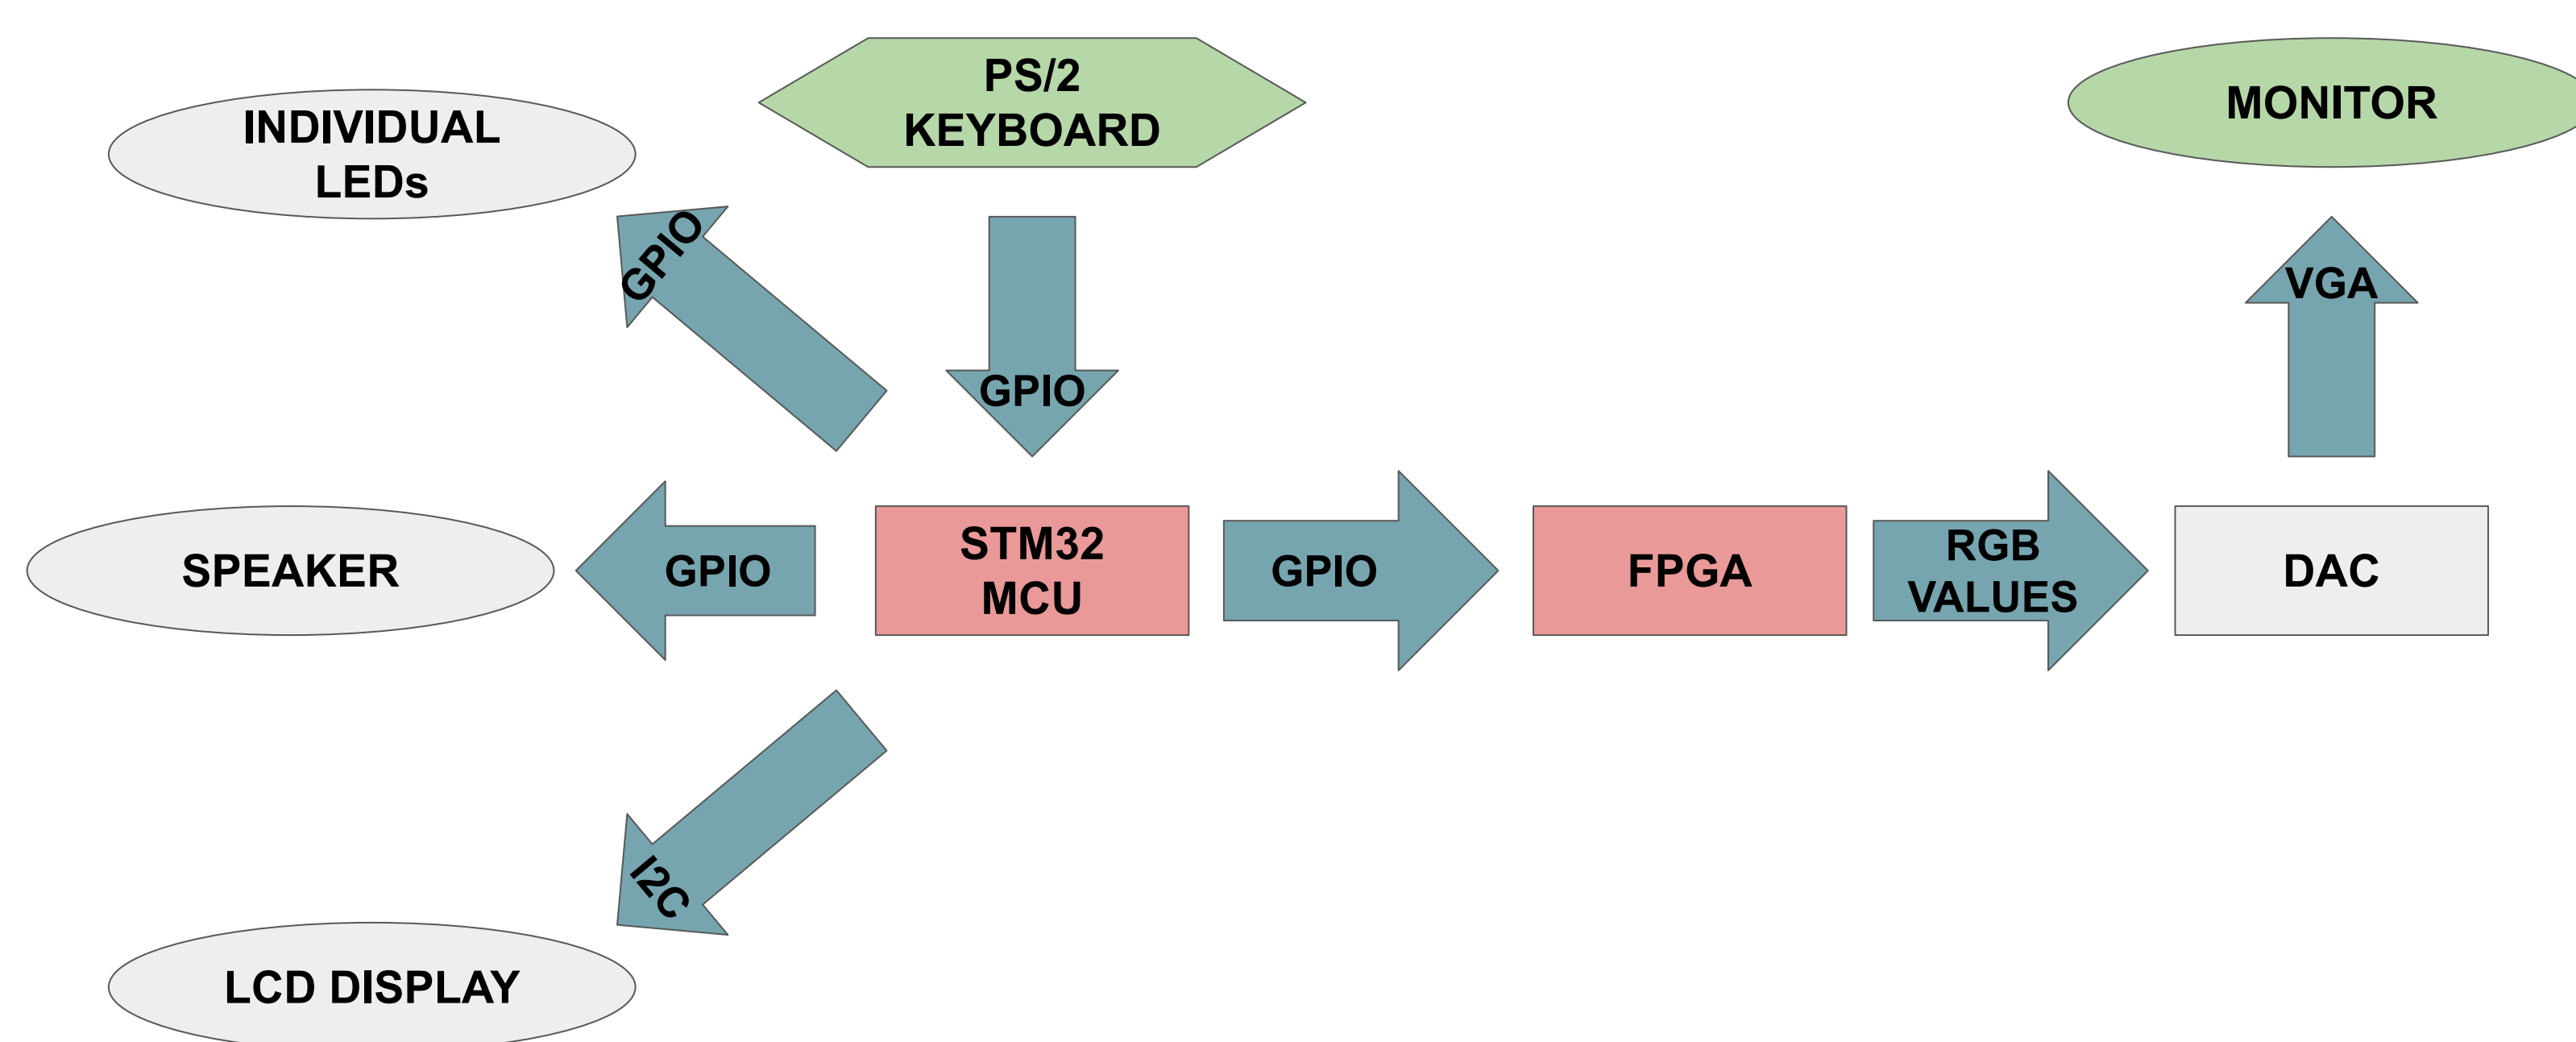 INDIVIDUAL
LEDs
PS/2
KEYBOARD
MONITOR
GPIO
GPIO
VGA
SPEAKER
GPIO
STM32
MCU
GPIO
FPGA
RGB
VALUES
DAC
I2C
LCD DISPLAY